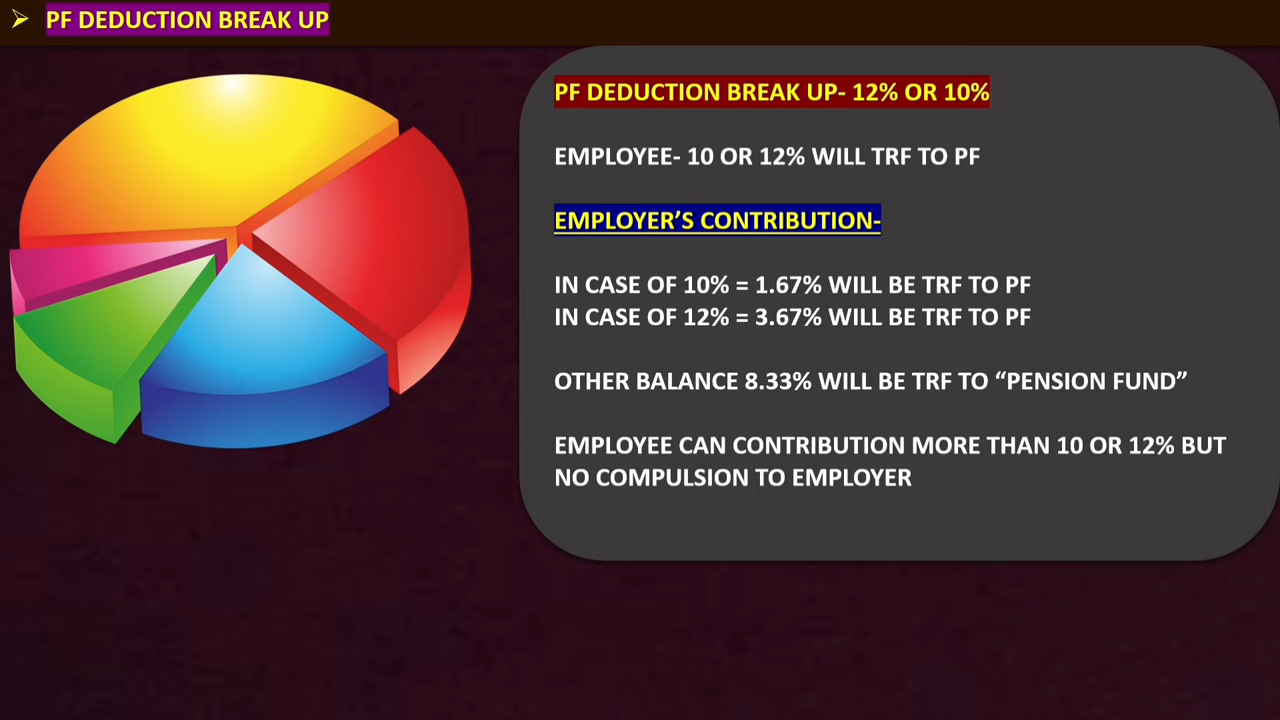 PF DEDUCTION BREAK UP
PF DEDUCTION BREAK UP- 12% OR 10%
EMPLOYEE- 10 OR 12% WILL TRF TO PF
EMPLOYER’S CONTRIBUTION-
IN CASE OF 10% = 1.67% WILL BE TRF TO PF
IN CASE OF 12% = 3.67% WILL BE TRF TO PF
OTHER BALANCE 8.33% WILL BE TRF TO “PENSION FUND”
EMPLOYEE CAN CONTRIBUTION MORE THAN 10 OR 12% BUT
NO COMPULSION TO EMPLOYER